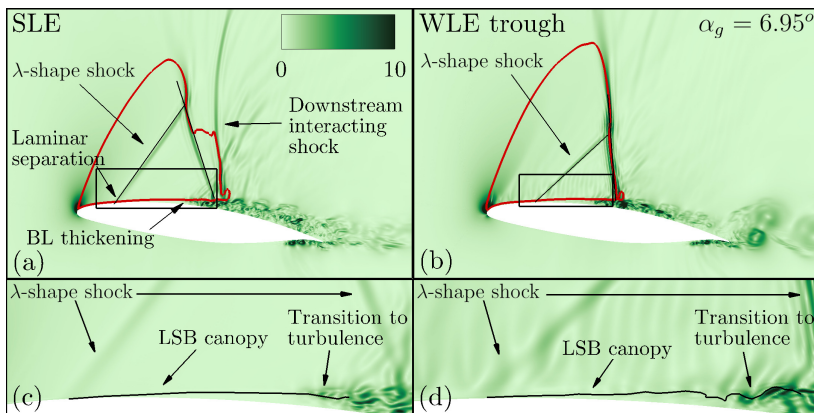 SLE
0
10
λ-shape shock
Downstream
interacting
shock
Laminar
separation
BL thickening
(a)
WLE trough
α_g = 6.95°
λ-shape shock
(b)
λ-shape shock
LSB canopy
Transition to
turbulence
(c)
λ-shape shock
LSB canopy
Transition to
turbulence
(d)